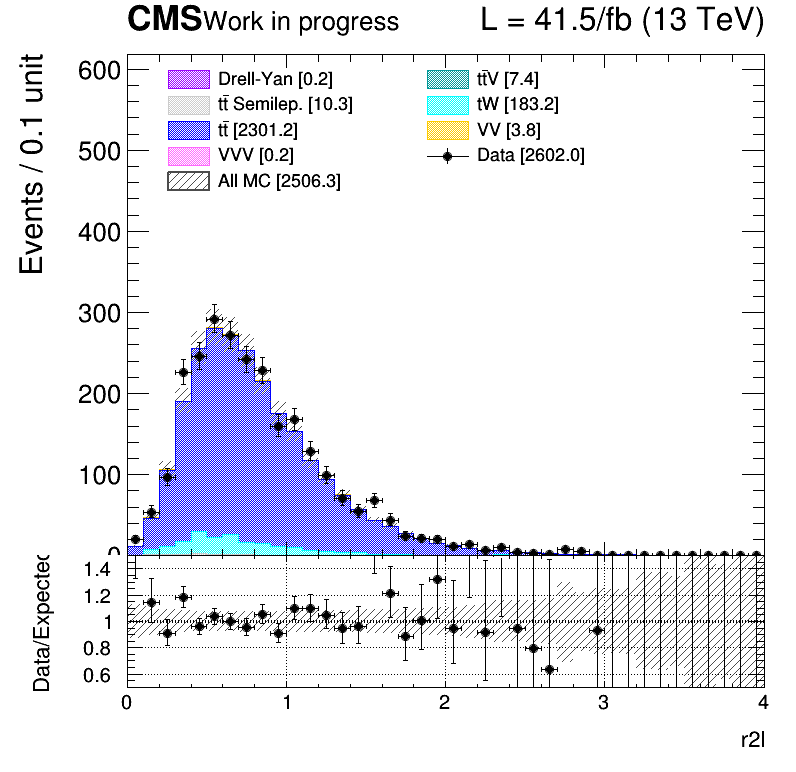 CMS Work in progress L = 41.5/fb (13 TeV)
Events / 0.1 unit
600
500
400
300
200
100
0
Drell-Yan [0.2]
tt̄ Semilep. [10.3]
tt̄ [2301.2]
VVV [0.2]
All MC [2506.3]
tt̄V [7.4]
tW [183.2]
VV [3.8]
Data [2602.0]
Data/Expected
1.4
1.2
1
0.8
0.6
0 1 2 3 4
r2l